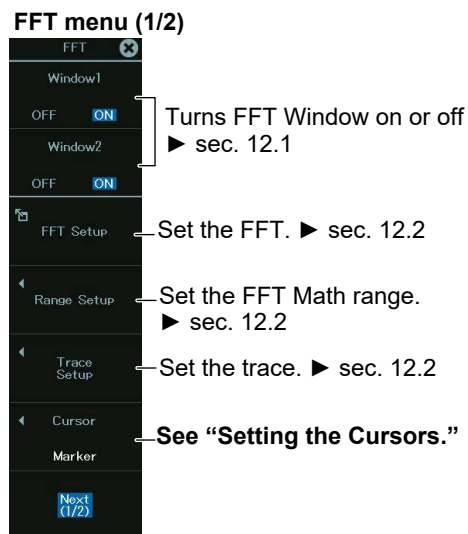 FFT menu (1/2)
FFT
Window1
OFF ON
Turns FFT Window on or off
► sec. 12.1
Window2
OFF ON
FFT Setup
Set the FFT. ► sec. 12.2
Range Setup
Set the FFT Math range.
► sec. 12.2
Trace
Setup
Set the trace. ► sec. 12.2
Cursor
Marker
See “Setting the Cursors.”
Next
(1/2)